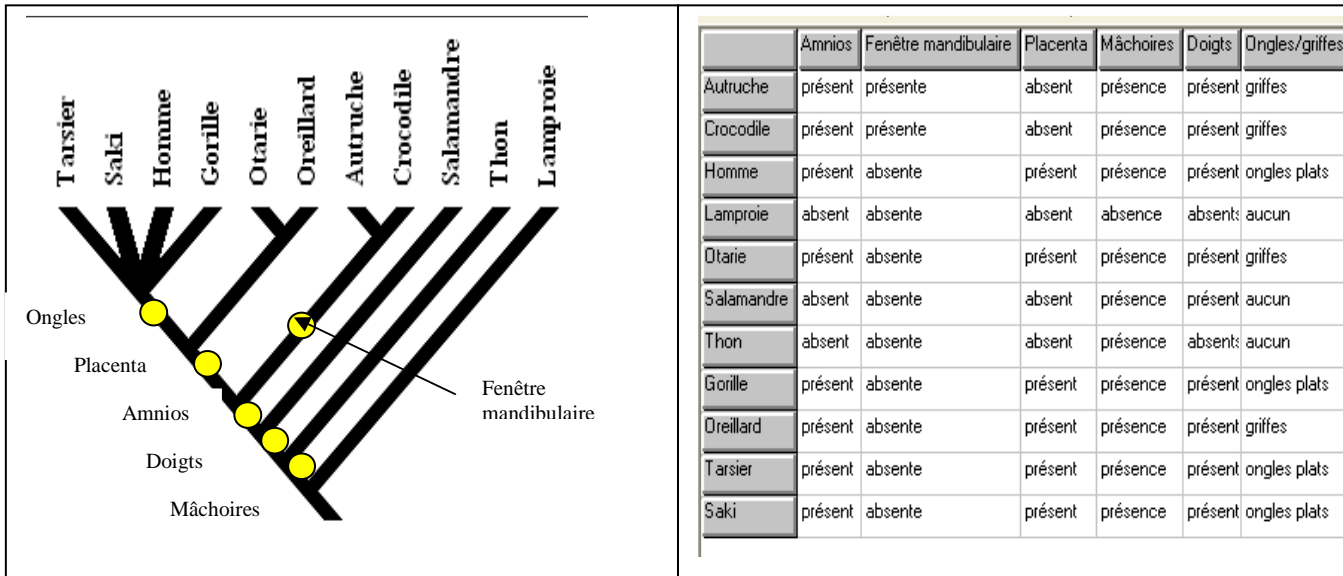 Tarsier
Saki
Homme
Gorille
Otarie
Oreillard
Autruche
Crocodile
Salamandre
Thon
Lamproie
Ongles
Placenta
Amnios
Doigts
Mâchoires
Fenêtre
mandibulaire
Amnios Fenêtre mandibulaire Placenta Mâchoires Doigts Ongles/griffes
Autruche présent présente absent présence présent griffes
Crocodile présent présente absent présence présent griffes
Homme présent absente présent présence présent ongles plats
Lamproie absent absente absent absence absents aucun
Otarie présent absente présent présence présent griffes
Salamandre absent absente absent présence présent aucun
Thon absent absente absent présence absents aucun
Gorille présent absente présent présence présent ongles plats
Oreillard présent absente présent présence présent griffes
Tarsier présent absente présent présence présent ongles plats
Saki présent absente présent présence présent ongles plats